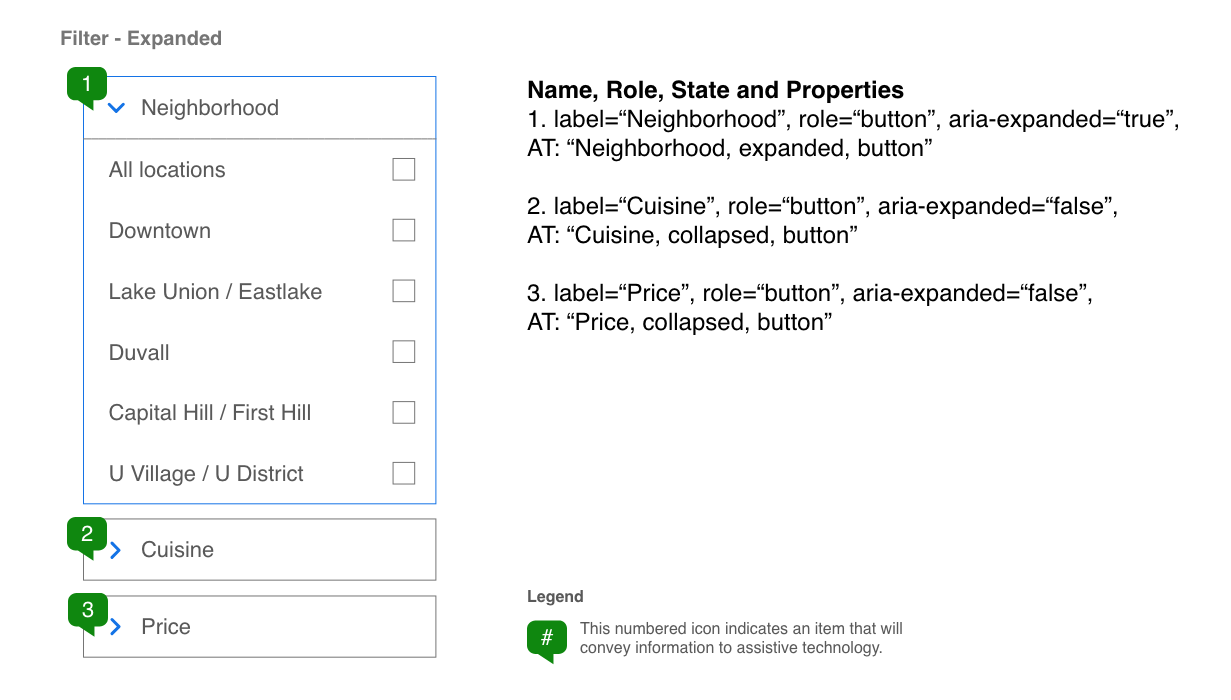 Filter - Expanded
1
Neighborhood
All locations
Downtown
Lake Union / Eastlake
Duvall
Capital Hill / First Hill
U Village / U District
2
Cuisine
3
Price
Name, Role, State and Properties
1. label=“Neighborhood”, role=“button”, aria-expanded=“true”,
AT: “Neighborhood, expanded, button”
2. label=“Cuisine”, role=“button”, aria-expanded=“false”,
AT: “Cuisine, collapsed, button”
3. label=“Price”, role=“button”, aria-expanded=“false”,
AT: “Price, collapsed, button”
Legend
#
This numbered icon indicates an item that will
convey information to assistive technology.